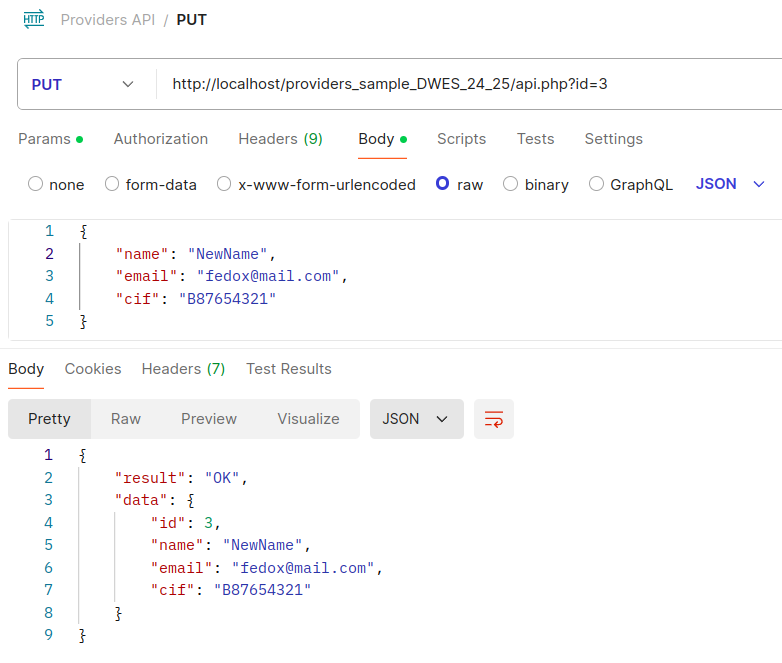 HTTP Providers API / PUT
PUT http://localhost/providers_sample_DWES_24_25/api.php?id=3
Params Authorization Headers (9) Body Scripts Tests Settings
none form-data x-www-form-urlencoded raw binary GraphQL JSON
1 {
2 "name": "NewName",
3 "email": "fedox@mail.com",
4 "cif": "B87654321"
5 }
Body Cookies Headers (7) Test Results
Pretty Raw Preview Visualize JSON
1 {
2 "result": "OK",
3 "data": {
4 "id": 3,
5 "name": "NewName",
6 "email": "fedox@mail.com",
7 "cif": "B87654321"
8 }
9 }